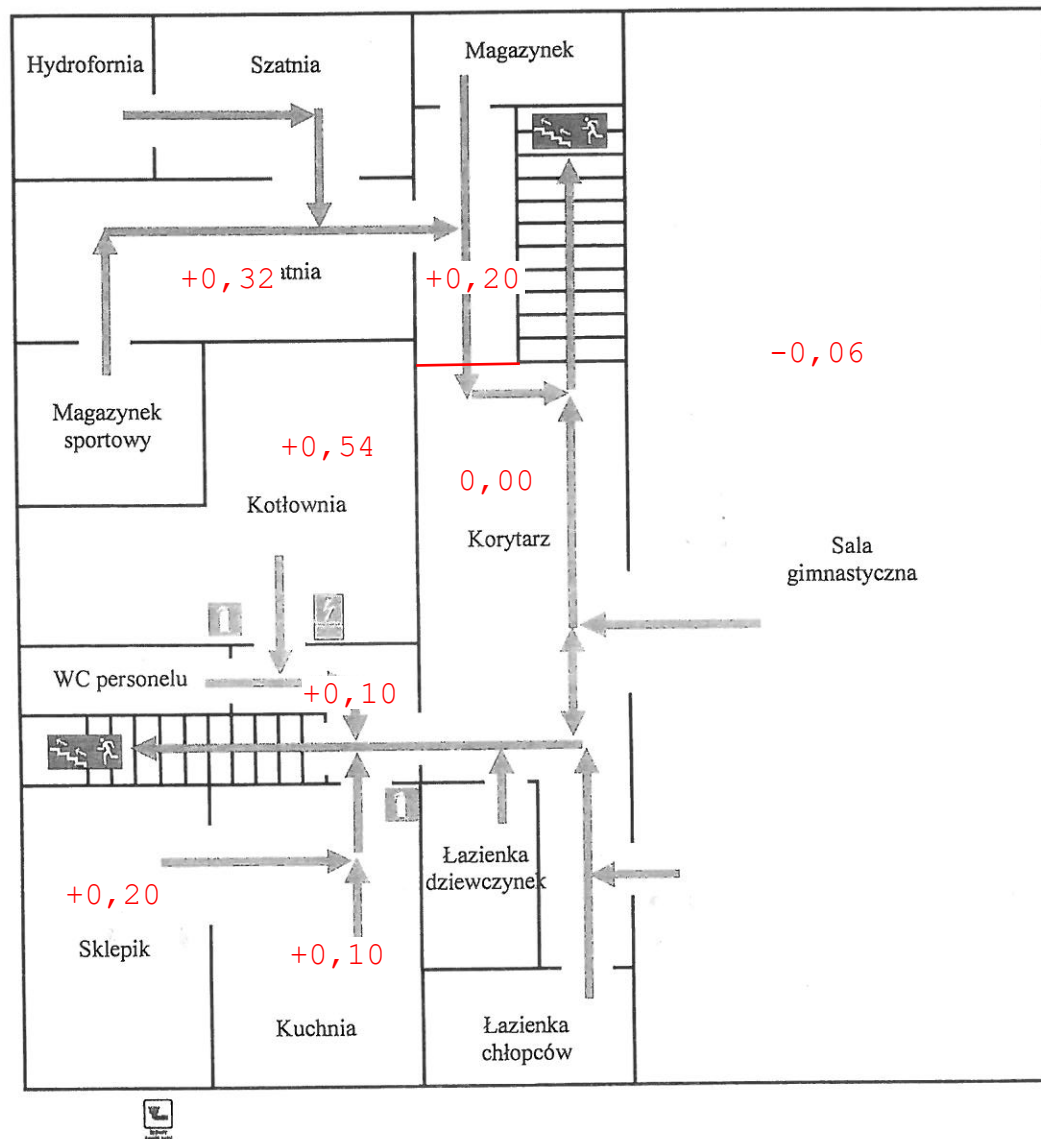 Hydrofornia
Szatnia
Magazynek
+0,32
atnia
+0,20
-0,06
Magazynek
sportowy
+0,54
Kotłownia
0,00
Korytarz
Sala
gimnastyczna
WC personelu
+0,10
Łazienka
dziewczynek
+0,20
Sklepik
+0,10
Kuchnia
Łazienka
chłopców